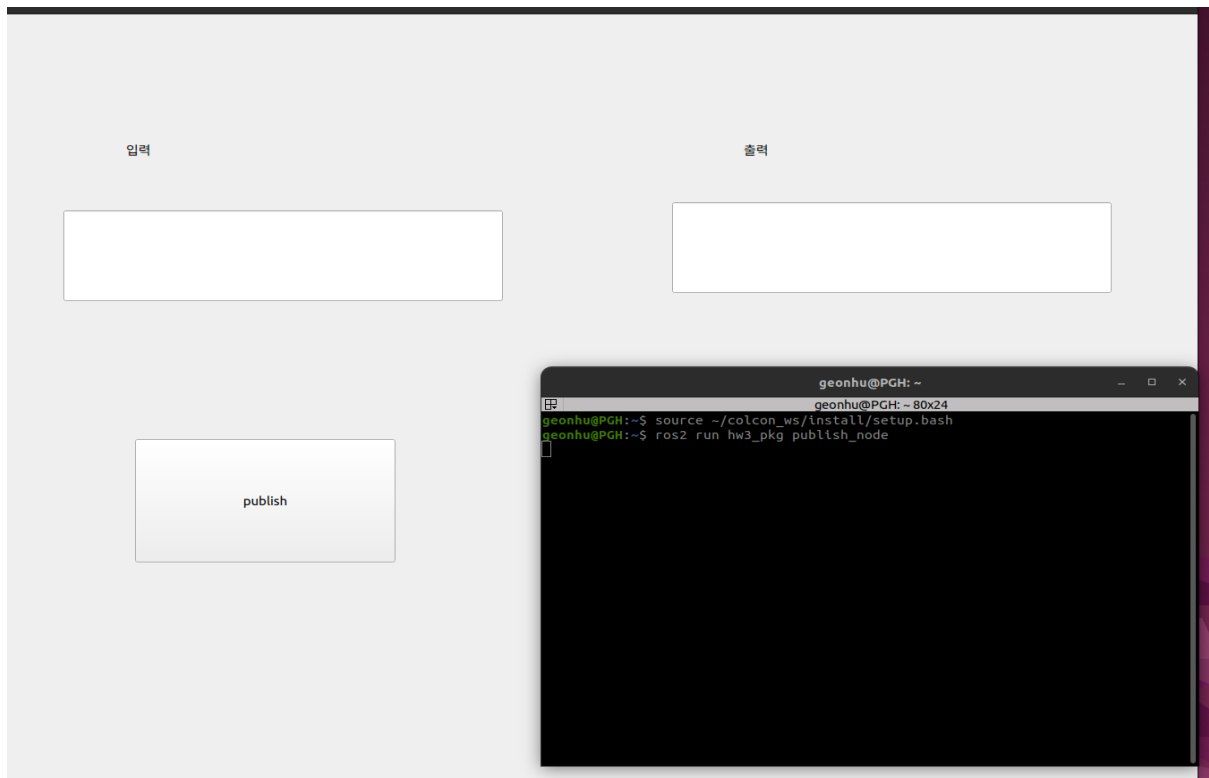 입력
출력
publish
geonhu@PGH: ~
geonhu@PGH: ~ 80x24
geonhu@PGH:~$ source ~/colcon_ws/install/setup.bash
geonhu@PGH:~$ ros2 run hw3_pkg publish_node